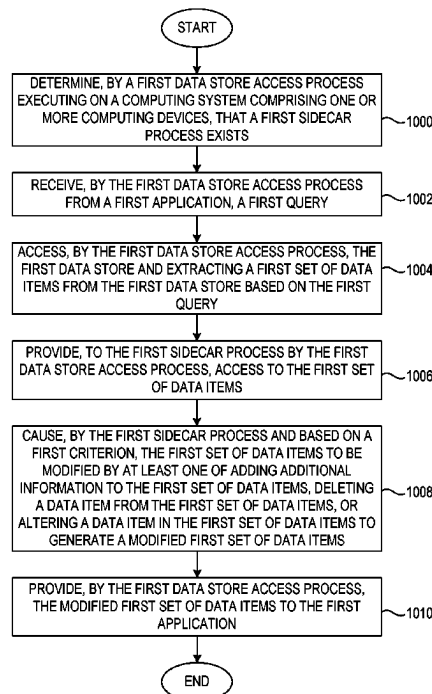 START
DETERMINE, BY A FIRST DATA STORE ACCESS PROCESS
EXECUTING ON A COMPUTING SYSTEM COMPRISING ONE OR
MORE COMPUTING DEVICES, THAT A FIRST SIDECAR
PROCESS EXISTS
1000
RECEIVE, BY THE FIRST DATA STORE ACCESS PROCESS
FROM A FIRST APPLICATION, A FIRST QUERY
1002
ACCESS, BY THE FIRST DATA STORE ACCESS PROCESS, THE
FIRST DATA STORE AND EXTRACTING A FIRST SET OF DATA
ITEMS FROM THE FIRST DATA STORE BASED ON THE FIRST
QUERY
1004
PROVIDE, TO THE FIRST SIDECAR PROCESS BY THE FIRST
DATA STORE ACCESS PROCESS, ACCESS TO THE FIRST SET
OF DATA ITEMS
1006
CAUSE, BY THE FIRST SIDECAR PROCESS AND BASED ON A
FIRST CRITERION, THE FIRST SET OF DATA ITEMS TO BE
MODIFIED BY AT LEAST ONE OF ADDING ADDITIONAL
INFORMATION TO THE FIRST SET OF DATA ITEMS, DELETING
A DATA ITEM FROM THE FIRST SET OF DATA ITEMS, OR
ALTERING A DATA ITEM IN THE FIRST SET OF DATA ITEMS TO
GENERATE A MODIFIED FIRST SET OF DATA ITEMS
1008
PROVIDE, BY THE FIRST DATA STORE ACCESS PROCESS,
THE MODIFIED FIRST SET OF DATA ITEMS TO THE FIRST
APPLICATION
1010
END